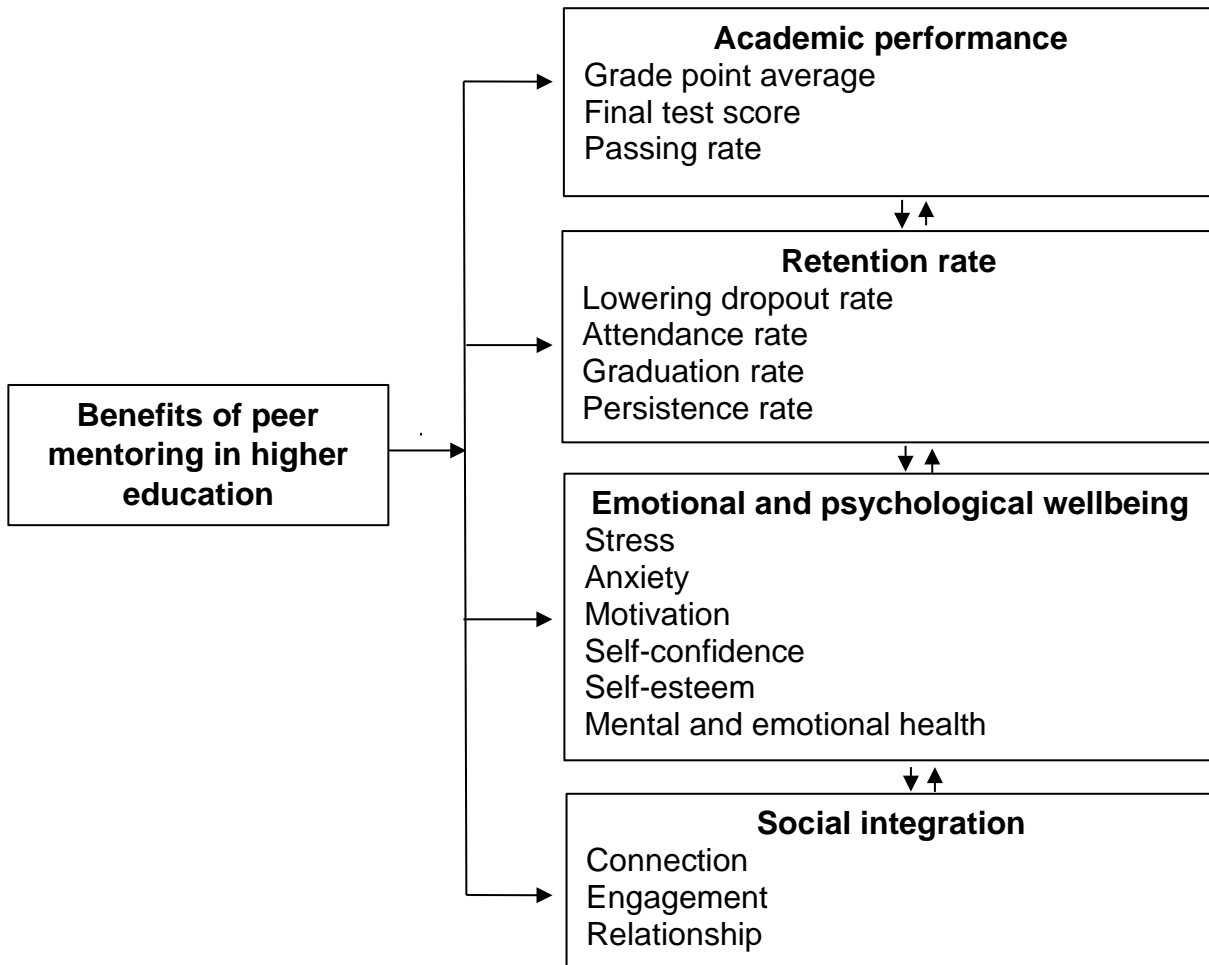 Academic performance
Grade point average
Final test score
Passing rate
Retention rate
Lowering dropout rate
Attendance rate
Graduation rate
Persistence rate
Benefits of peer
mentoring in higher
education
Emotional and psychological wellbeing
Stress
Anxiety
Motivation
Self-confidence
Self-esteem
Mental and emotional health
Social integration
Connection
Engagement
Relationship